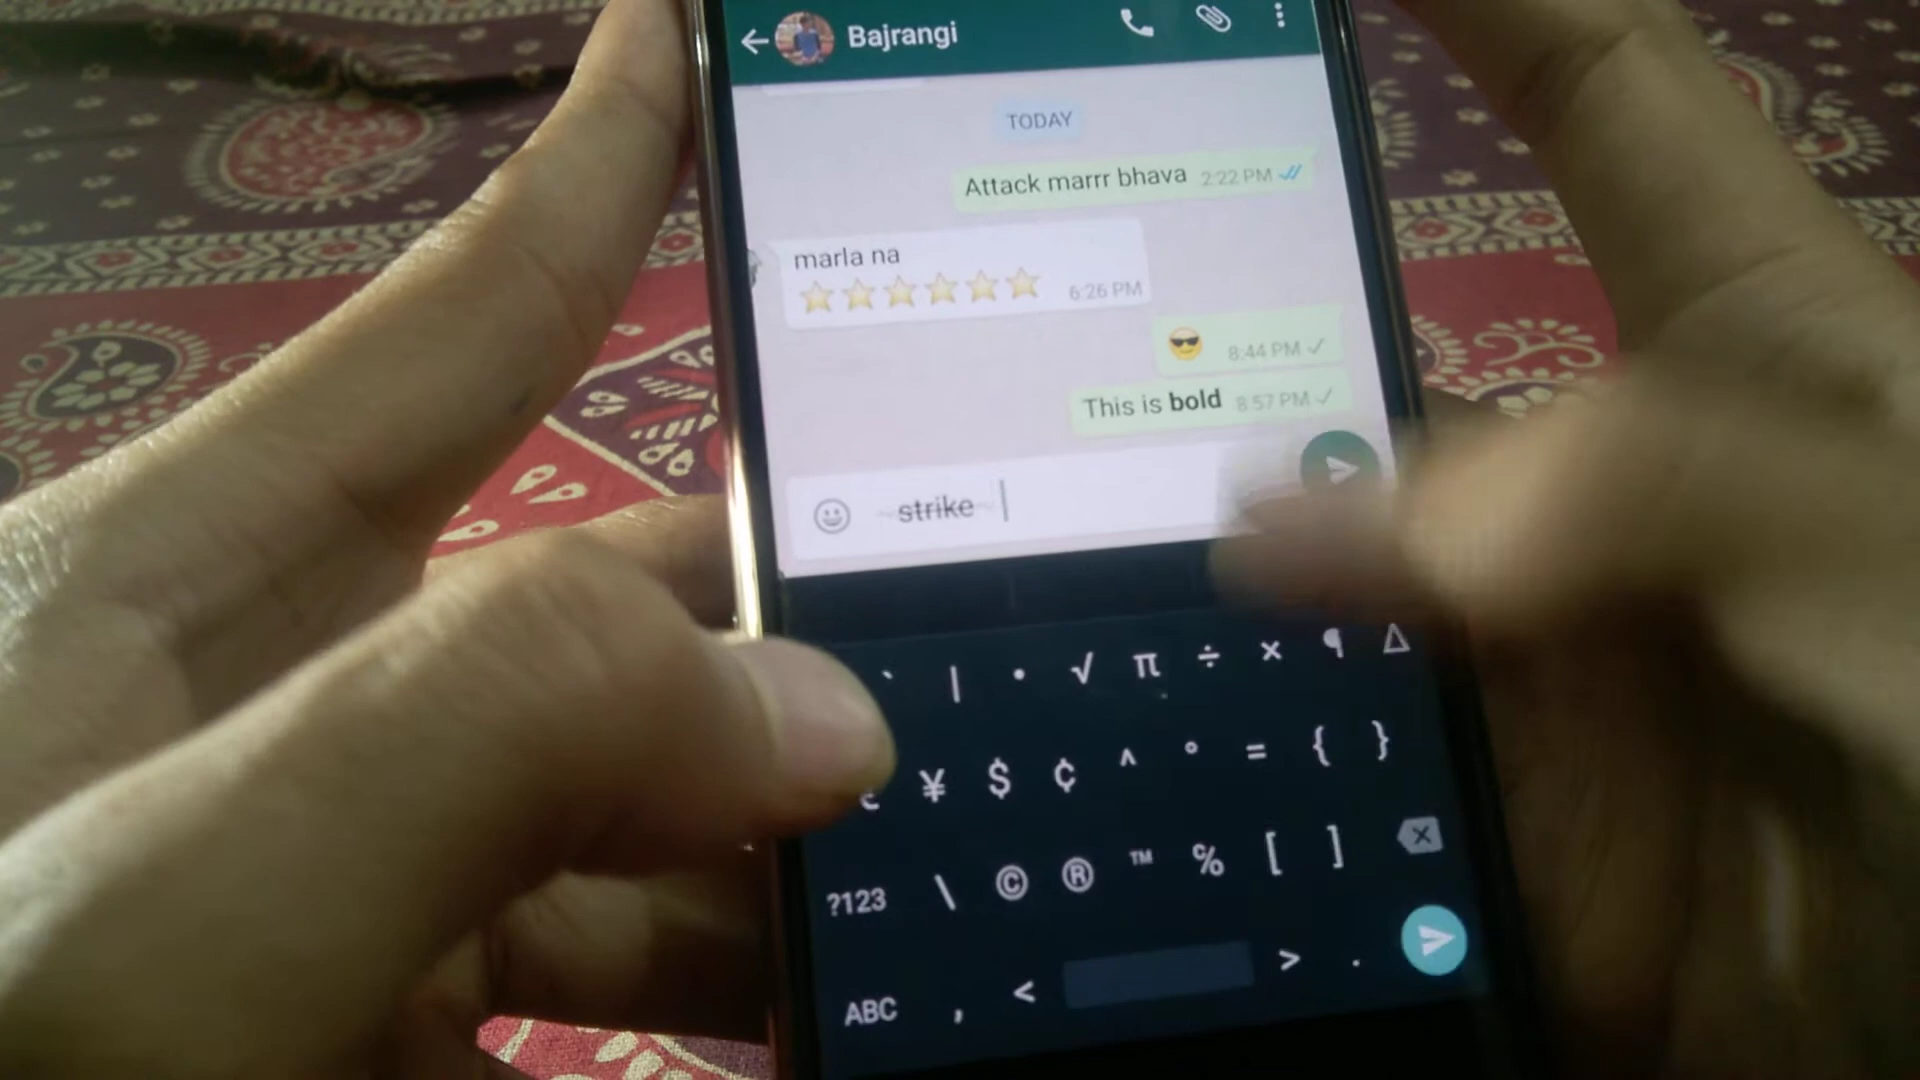 Bajrangi
TODAY
Attack marrr bhava 2:22 PM
marla na
⭐⭐⭐⭐⭐⭐ 6:26 PM
😎 8:44 PM
This is bold 8:57 PM
~strike~
` | • √ π ÷ × ¶ Δ
¥ $ ¢ ^ ° = { }
?123 \ © ® ™ % [ ]
ABC , < > .